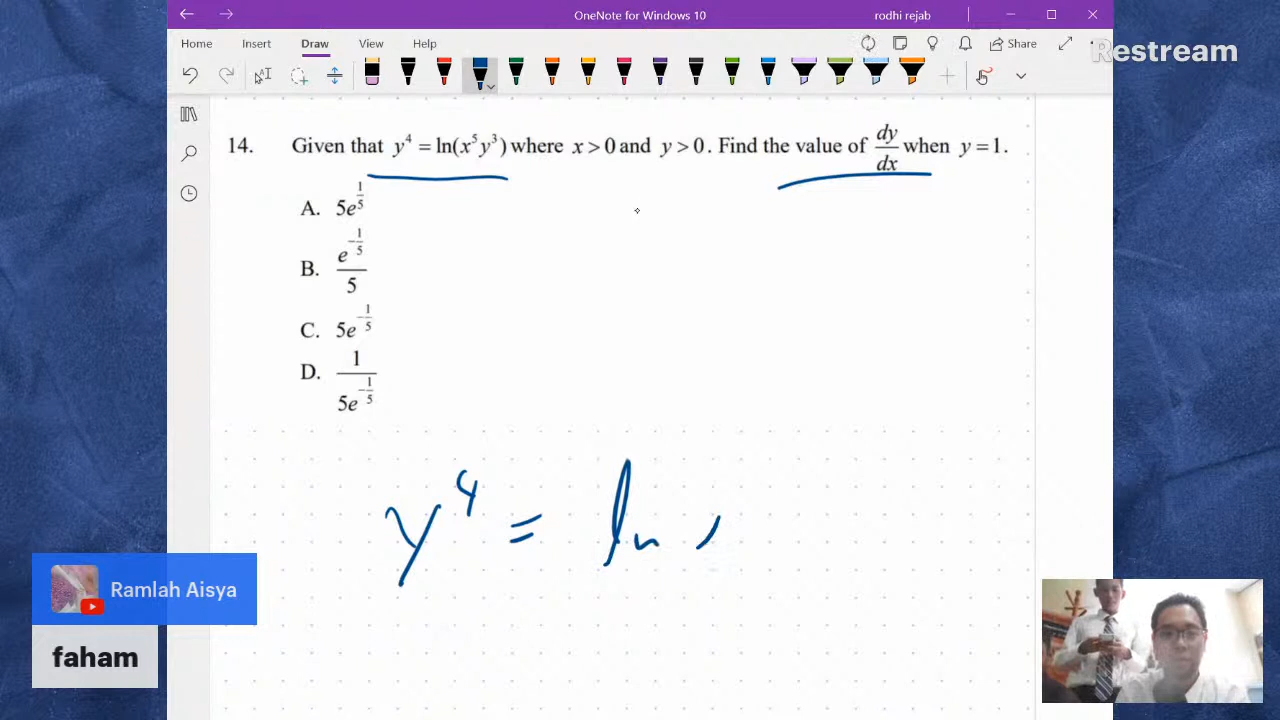 OneNote for Windows 10
rodhi rejab
Home Insert Draw View Help
Share
Restream
14. Given that y⁴ = ln(x⁵y³) where x > 0 and y > 0. Find the value of dy/dx when y = 1.
A. 5e^(1/5)
B. e^(-1/5)/5
C. 5e^(-1/5)
D. 1/(5e^(-1/5))
y⁴ = ln
Ramlah Aisya
faham